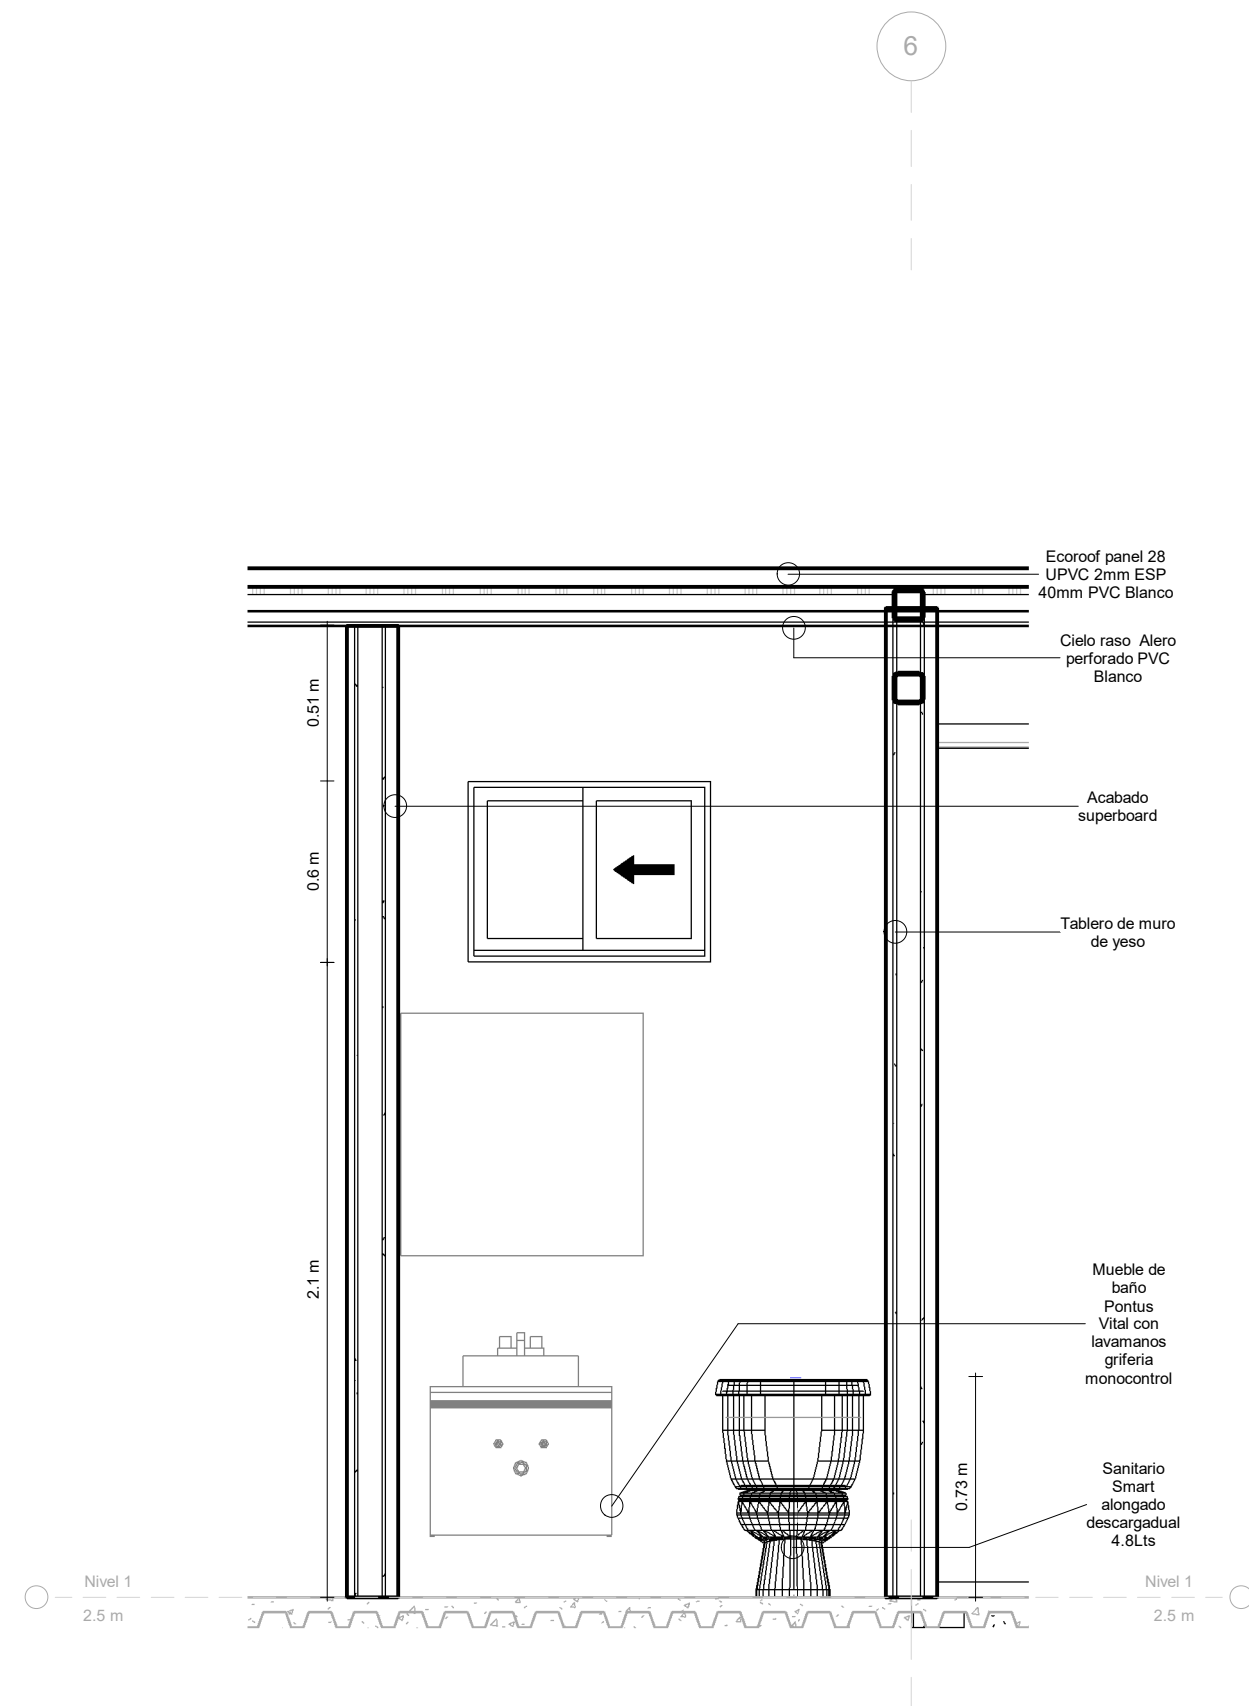 6
Ecoroof panel 28
UPVC 2mm ESP
40mm PVC Blanco
Cielo raso Alero
perforado PVC
Blanco
0.51 m
Acabado
superboard
0.6 m
Tablero de muro
de yeso
2.1 m
Mueble de
baño
Pontus
Vital con
lavamanos
griferia
monocontrol
0.73 m
Sanitario
Smart
alongado
descargadual
4.8Lts
Nivel 1
2.5 m
Nivel 1
2.5 m